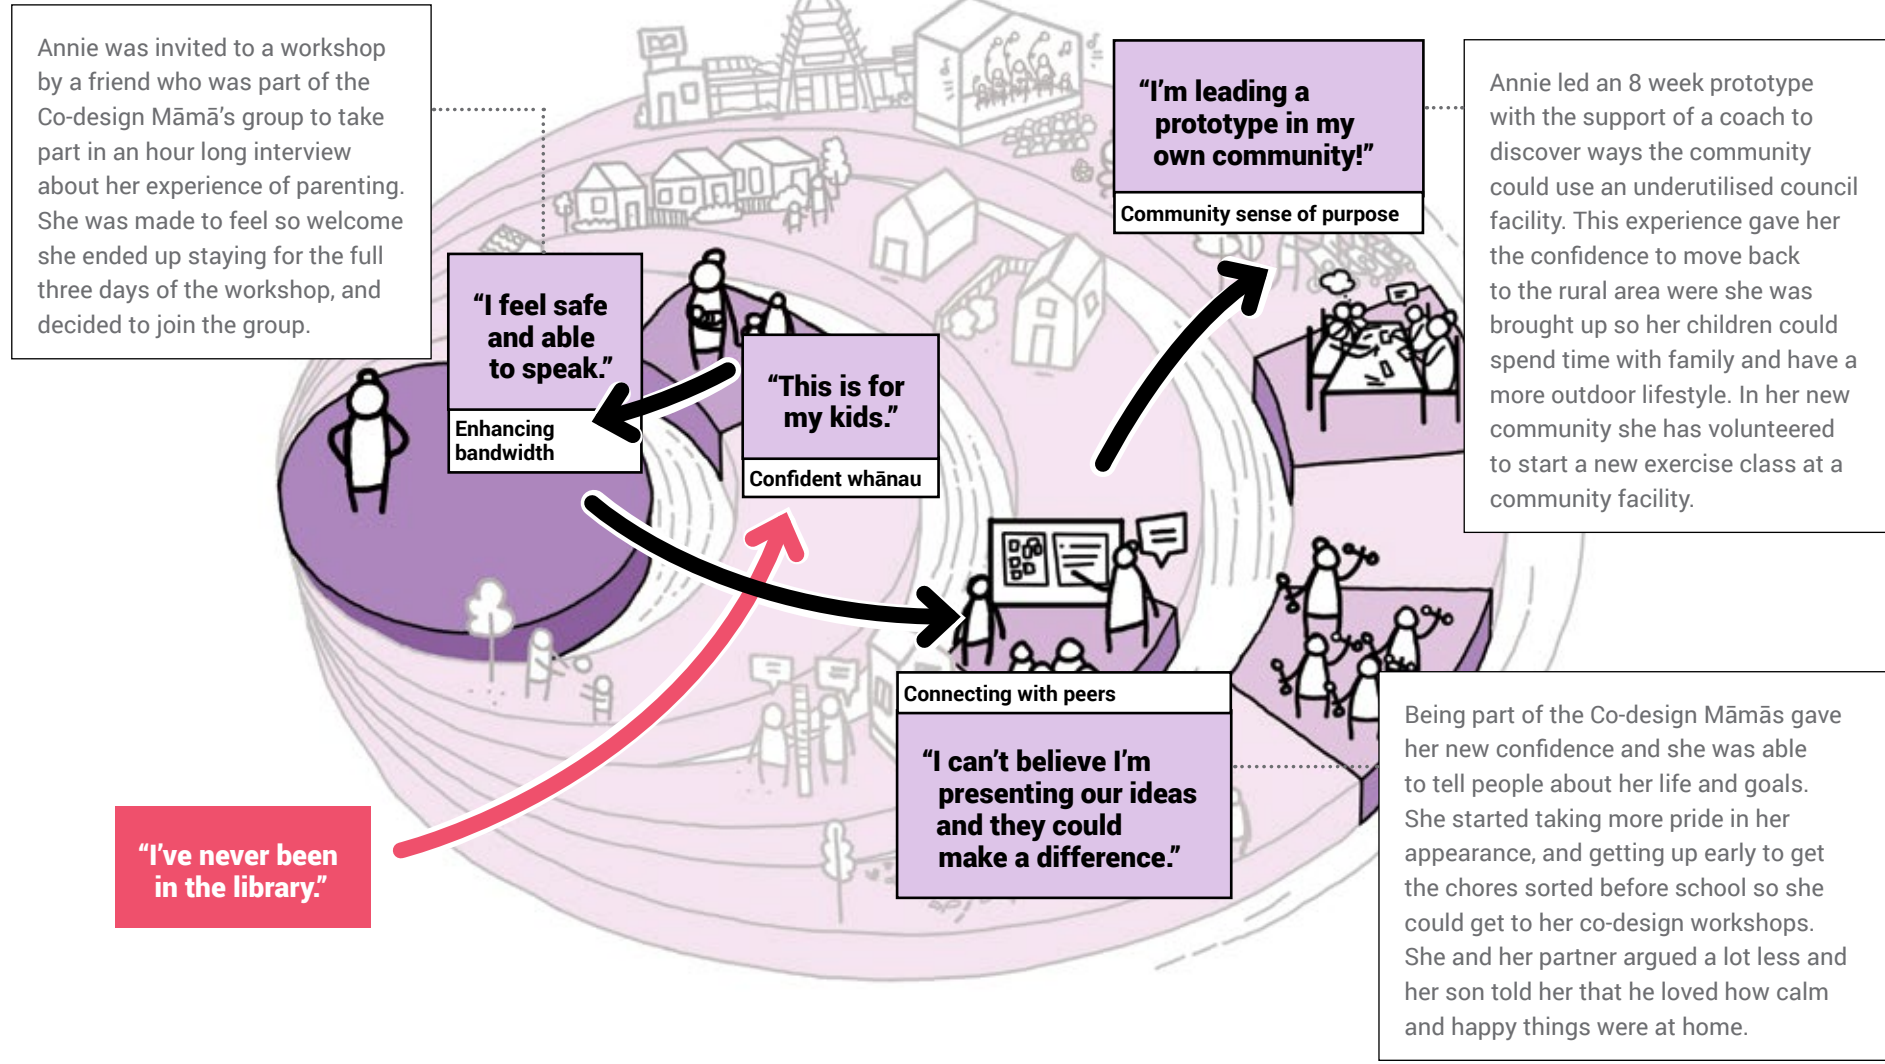 Annie was invited to a workshop
by a friend who was part of the
Co-design Māmā’s group to take
part in an hour long interview
about her experience of parenting.
She was made to feel so welcome
she ended up staying for the full
three days of the workshop, and
decided to join the group.
“I’m leading a
prototype in my
own community!”
Community sense of purpose
Annie led an 8 week prototype
with the support of a coach to
discover ways the community
could use an underutilised council
facility. This experience gave her
the confidence to move back
to the rural area were she was
brought up so her children could
spend time with family and have a
more outdoor lifestyle. In her new
community she has volunteered
to start a new exercise class at a
community facility.
“I feel safe
and able
to speak.”
Enhancing
bandwidth
“This is for
my kids.”
Confident whānau
“I’ve never been
in the library.”
Connecting with peers
“I can’t believe I’m
presenting our ideas
and they could
make a difference.”
Being part of the Co-design Māmās gave
her new confidence and she was able
to tell people about her life and goals.
She started taking more pride in her
appearance, and getting up early to get
the chores sorted before school so she
could get to her co-design workshops.
She and her partner argued a lot less and
her son told her that he loved how calm
and happy things were at home.